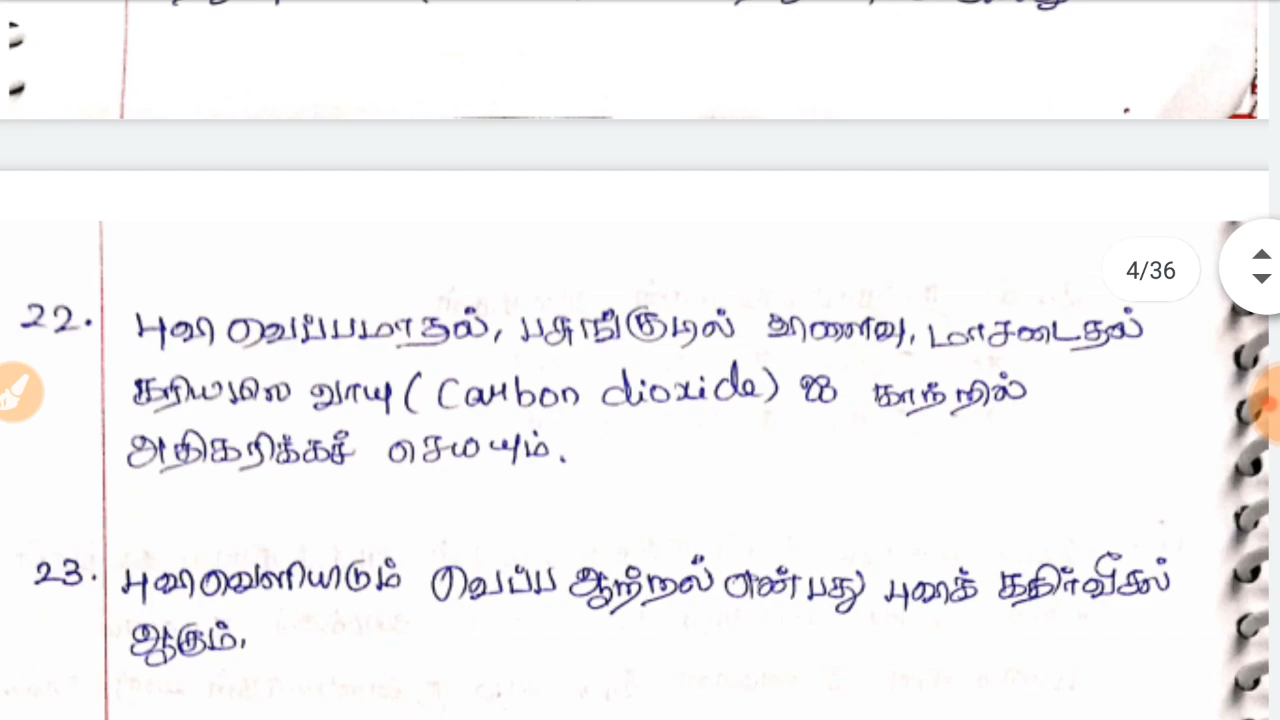 4/36
22. புவி வெப்பமாதல், பசுங்குடில் விளைவு, மாசடைதல்
கரியமில வாயு ( Carbon dioxide) ஐ காற்றில்
அதிகரிக்கச் செய்யும்.
23. புவிவெளியிடும் வெப்ப ஆற்றல் என்பது புவிக் கதிர்வீசல்
ஆகும்.